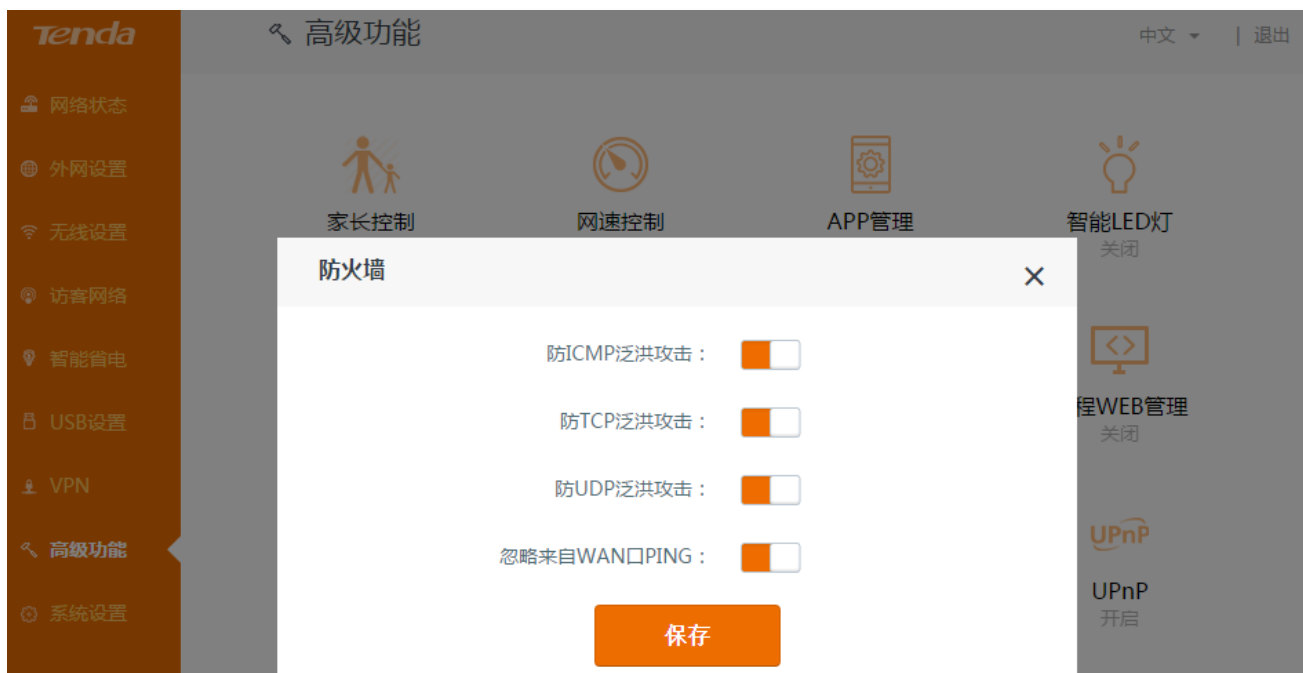 Tenda
高级功能
中文
| 退出
网络状态
外网设置
无线设置
访客网络
智能省电
USB设置
VPN
高级功能
系统设置
家长控制
网速控制
APP管理
智能LED灯
关闭
防火墙
防ICMP泛洪攻击：
防TCP泛洪攻击：
防UDP泛洪攻击：
忽略来自WAN口PING：
保存
程WEB管理
关闭
UPnP
UPnP
开启